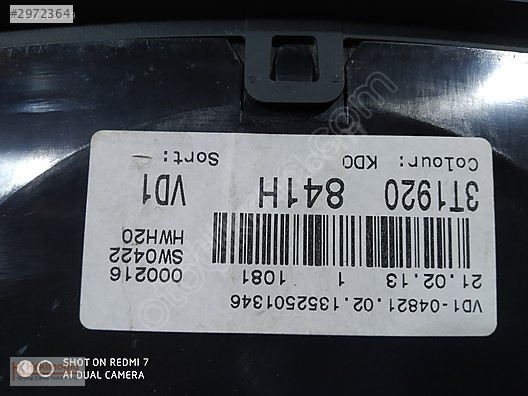 #2972364
VD1-04821.02.1352501346
21.02.13 1 1081 000216
SW0422
HWH20
3T1920 841H VD1
Colour: KDO Sort: –
SHOT ON REDMI 7
AI DUAL CAMERA